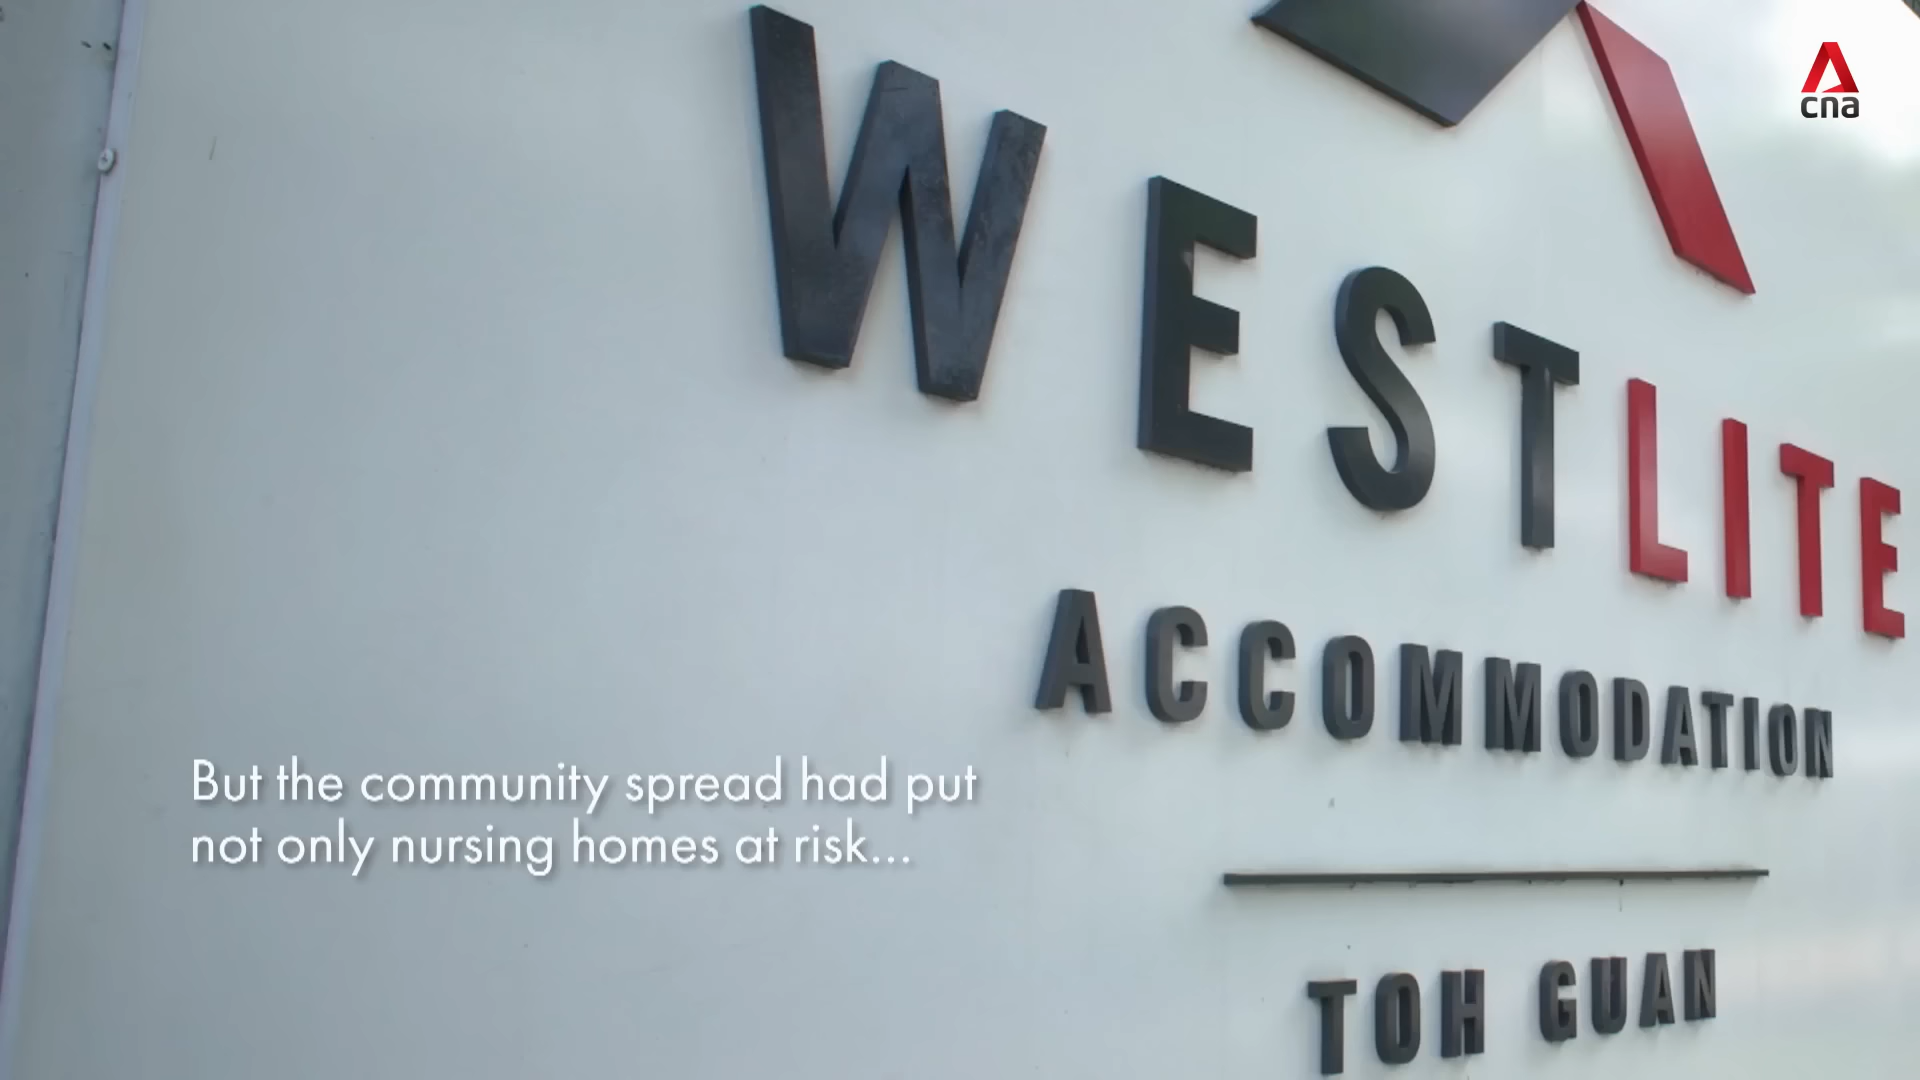 cna
WESTLITE
ACCOMMODATION
TOH GUAN
But the community spread had put
not only nursing homes at risk...